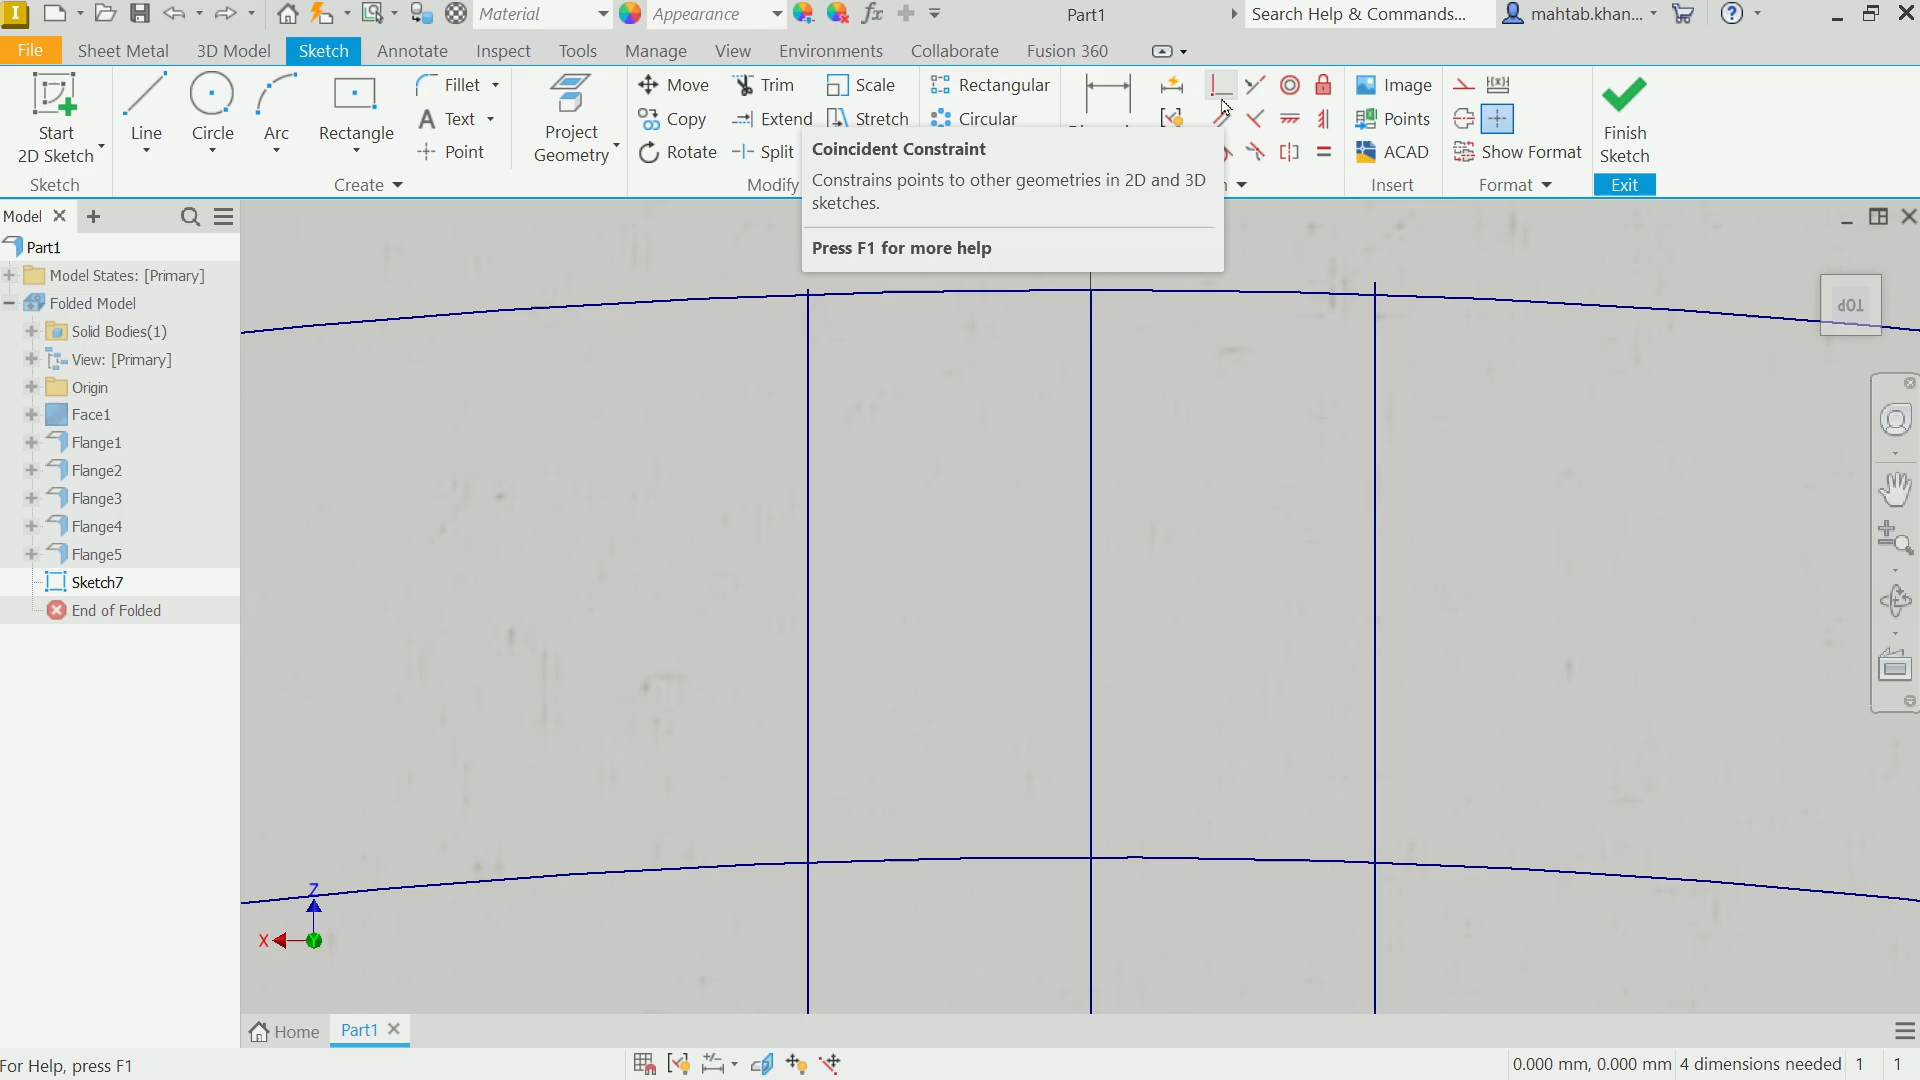 Material
Appearance
fx
Part1
Search Help & Commands...
mahtab.khan...
File
Sheet Metal
3D Model
Sketch
Annotate
Inspect
Tools
Manage
View
Environments
Collaborate
Fusion 360
Start
2D Sketch
Line
Circle
Arc
Rectangle
Fillet
Text
Point
Project
Geometry
Move
Copy
Rotate
Trim
Extend
Split
Scale
Stretch
Rectangular
Circular
Image
Points
ACAD
Show Format
Finish
Sketch
Sketch
Create
Modify
Insert
Format
Exit
Coincident Constraint
Constrains points to other geometries in 2D and 3D
sketches.
Press F1 for more help
Model
Part1
Model States: [Primary]
Folded Model
Solid Bodies(1)
View: [Primary]
Origin
Face1
Flange1
Flange2
Flange3
Flange4
Flange5
Sketch7
End of Folded
TOP
Z
X
Y
Home
Part1
For Help, press F1
0.000 mm, 0.000 mm
4 dimensions needed
1
1